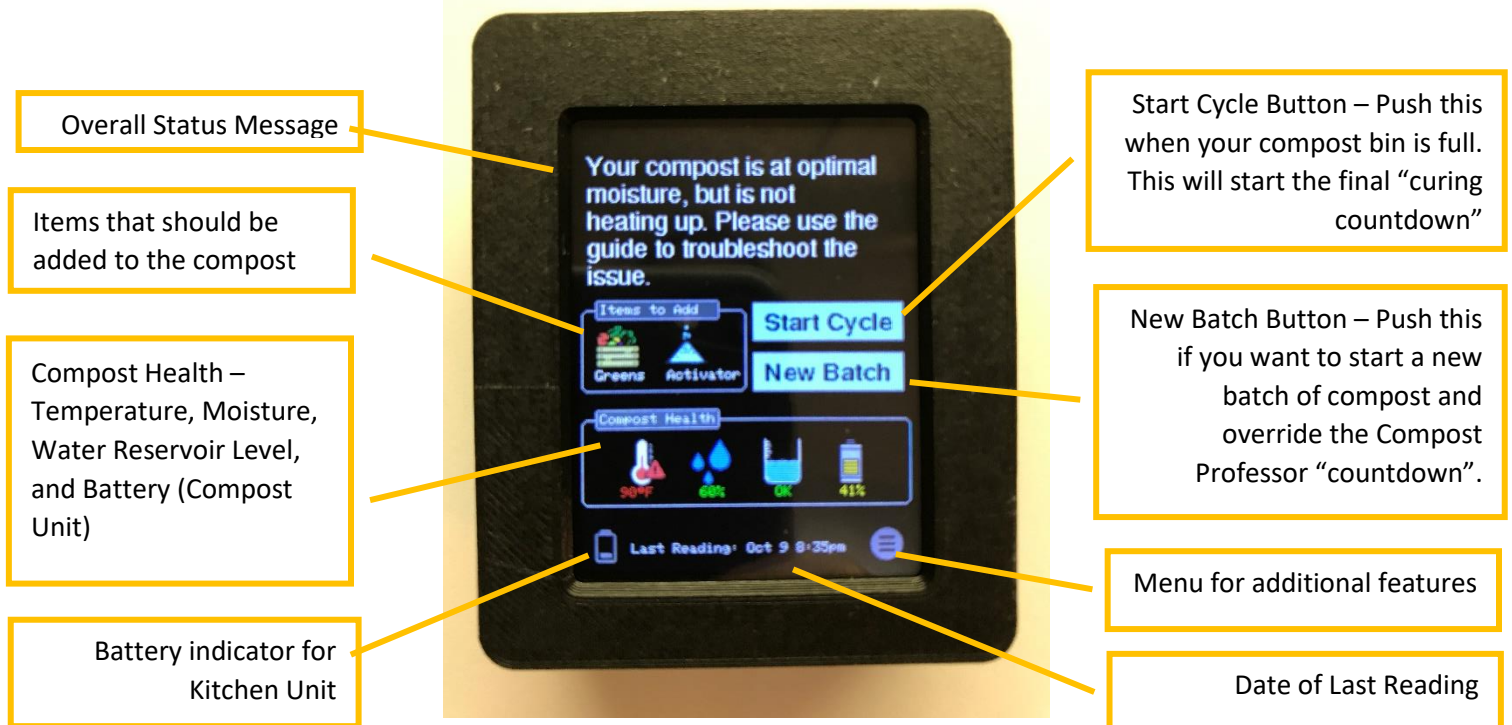 Overall Status Message
Items that should be
added to the compost
Compost Health –
Temperature, Moisture,
Water Reservoir Level,
and Battery (Compost
Unit)
Battery indicator for
Kitchen Unit
Your compost is at optimal
moisture, but is not
heating up. Please use the
guide to troubleshoot the
issue.
Items to Add
Greens Activator
Start Cycle
New Batch
Compost Health
90°F 60% OK 41%
Last Reading: Oct 9 8:35pm
Start Cycle Button – Push this
when your compost bin is full.
This will start the final “curing
countdown”
New Batch Button – Push this
if you want to start a new
batch of compost and
override the Compost
Professor “countdown”.
Menu for additional features
Date of Last Reading